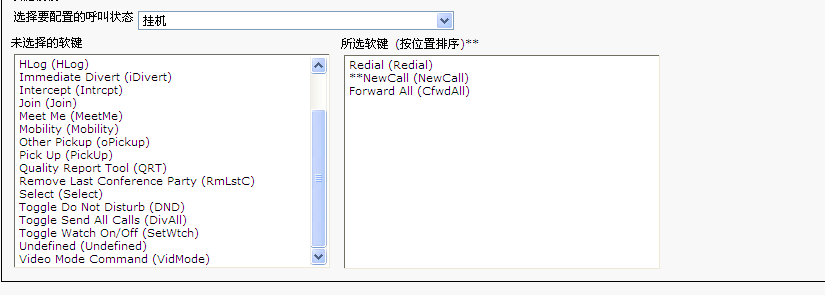 选择要配置的呼叫状态 挂机
未选择的软键
HLog (HLog)
Immediate Divert (iDivert)
Intercept (Intrcpt)
Join (Join)
Meet Me (MeetMe)
Mobility (Mobility)
Other Pickup (oPickup)
Pick Up (PickUp)
Quality Report Tool (QRT)
Remove Last Conference Party (RmLstC)
Select (Select)
Toggle Do Not Disturb (DND)
Toggle Send All Calls (DivAll)
Toggle Watch On/Off (SetWtch)
Undefined (Undefined)
Video Mode Command (VidMode)
所选软键（按位置排序)**
Redial (Redial)
**NewCall (NewCall)
Forward All (CfwdAll)